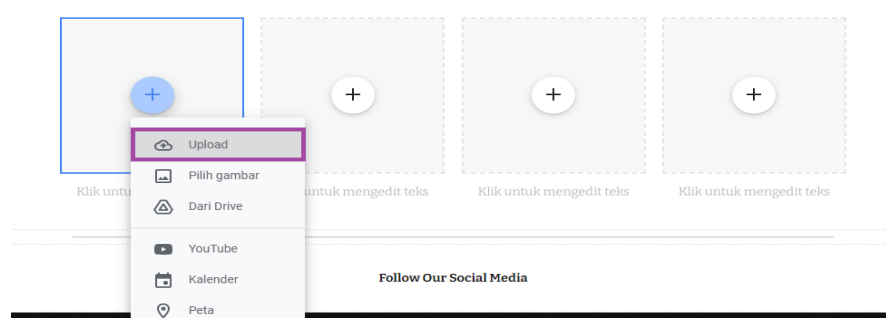 Upload
Pilih gambar
Klik untu
untuk mengedit teks
Klik untuk mengedit teks
Klik untuk mengedit teks
Dari Drive
YouTube
Kalender
Follow Our Social Media
Peta